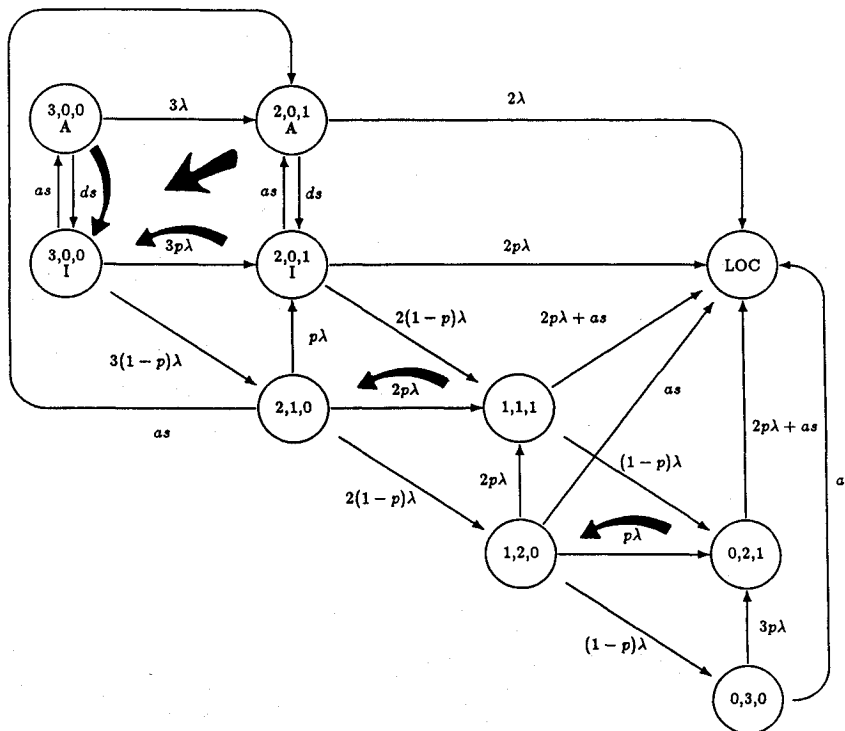 3,0,0
A
3λ
2,0,1
A
2λ
as
ds
as
ds
3,0,0
I
3pλ
2,0,1
I
2pλ
LOC
3(1 − p)λ
pλ
2(1 − p)λ
2pλ + as
as
2,1,0
2pλ
1,1,1
as
2(1 − p)λ
2pλ
(1 − p)λ
2pλ + as
a
1,2,0
pλ
0,2,1
(1 − p)λ
3pλ
0,3,0